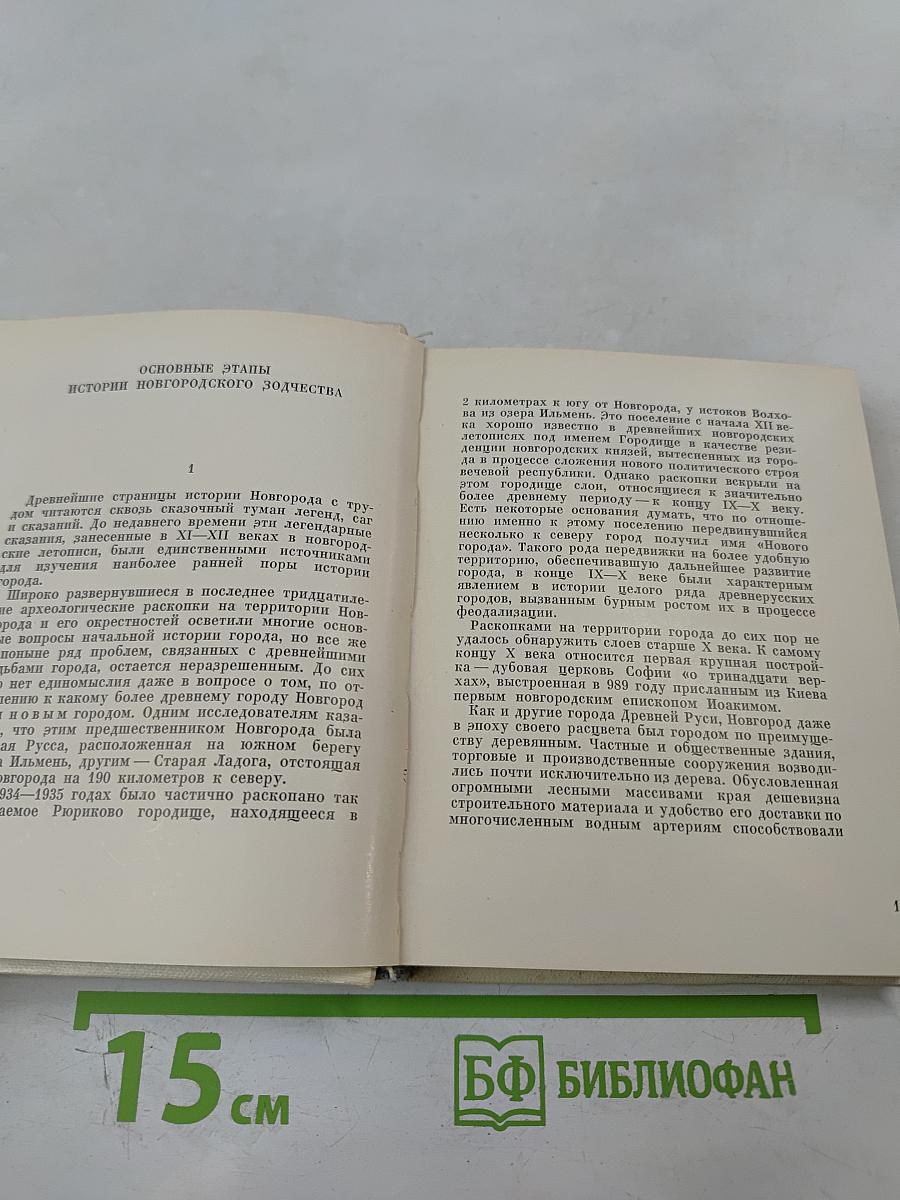 ОСНОВНЫЕ ЭТАПЫ
ИСТОРИИ НОВГОРОДСКОГО ЗОДЧЕСТВА
1
Древнейшие страницы истории Новгорода с тру-
дом читаются сквозь сказочный туман легенд, саг
и сказаний. До недавнего времени эти легендарные
сказания, занесенные в XI—XII веках в новгород-
ские летописи, были единственными источниками
для изучения наиболее ранней поры истории
города.
Широко развернувшиеся в последнее тридцатиле-
ие археологические раскопки на территории Нов-
орода и его окрестностей осветили многие основ-
ые вопросы начальной истории города, но все же
поныне ряд проблем, связанных с древнейшими
дьбами города, остается неразрешенным. До сих
нет единомыслия даже в вопросе о том, по от-
шению к какому более древнему городу Новгород
новым городом. Одним исследователям каза-
, что этим предшественником Новгорода была
ая Русса, расположенная на южном берегу
а Ильмень, другим — Старая Ладога, отстоящая
овгорода на 190 километров к северу.
934—1935 годах было частично раскопано так
аемое Рюриково городище, находящееся в
2 километрах к югу от Новгорода, у истоков Волхо-
ва из озера Ильмень. Это поселение с начала XII ве-
ка хорошо известно в древнейших новгородских
летописях под именем Городище в качестве рези-
денции новгородских князей, вытесненных из горо-
да в процессе сложения нового политического строя
вечевой республики. Однако раскопки вскрыли на
этом городище слои, относящиеся к значительно
более древнему периоду — к концу IX—X веку.
Есть некоторые основания думать, что по отноше-
нию именно к этому поселению передвинувшийся
несколько к северу город получил имя «Нового
города». Такого рода передвижки на более удобную
территорию, обеспечивавшую дальнейшее развитие
города, в конце IX—X веке были характерным
явлением в истории целого ряда древнерусских
городов, вызванным бурным ростом их в процессе
феодализации.
Раскопками на территории города до сих пор не
удалось обнаружить слоев старше X века. К самому
концу X века относится первая крупная построй-
ка — дубовая церковь Софии «о тринадцати вер-
хах», выстроенная в 989 году присланным из Киева
первым новгородским епископом Иоакимом.
Как и другие города Древней Руси, Новгород даже
в эпоху своего расцвета был городом по преимуще-
ству деревянным. Частные и общественные здания,
торговые и производственные сооружения возводи-
лись почти исключительно из дерева. Обусловленная
огромными лесными массивами края дешевизна
строительного материала и удобство его доставки по
многочисленным водным артериям способствовали
1
15 см
БФ БИБЛИОФАН